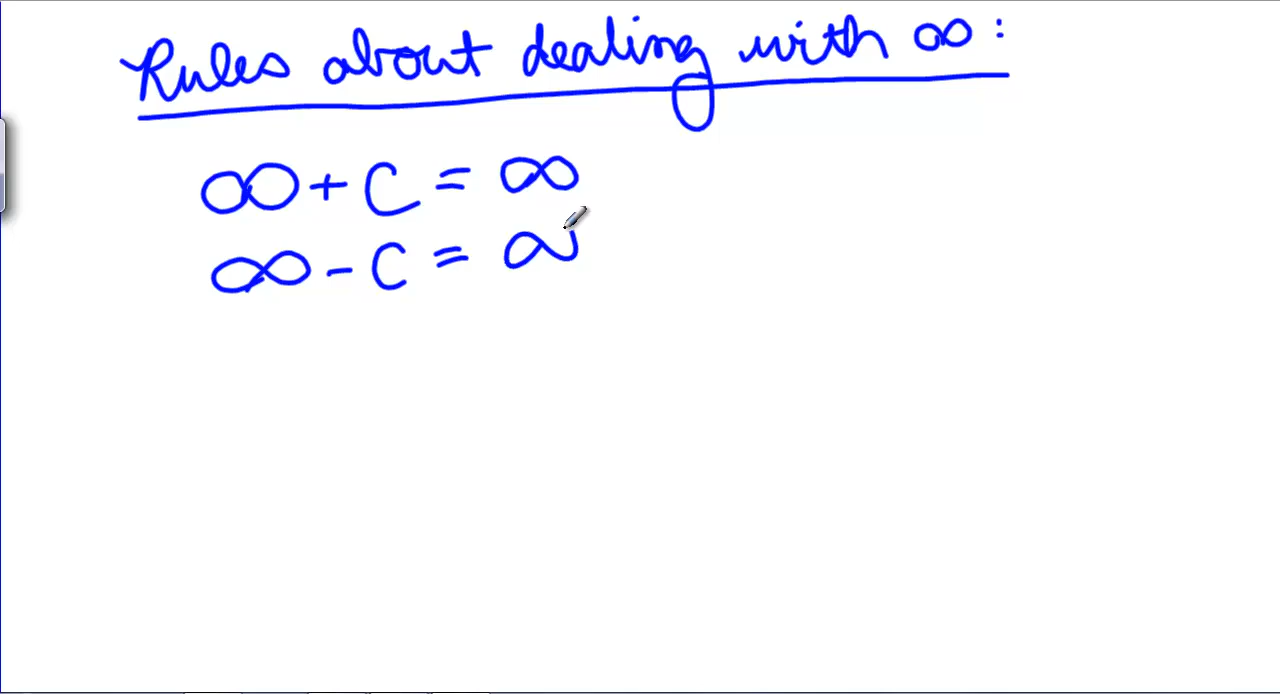 Rules about dealing with ∞ :
∞ + C = ∞
∞ - C = ∞